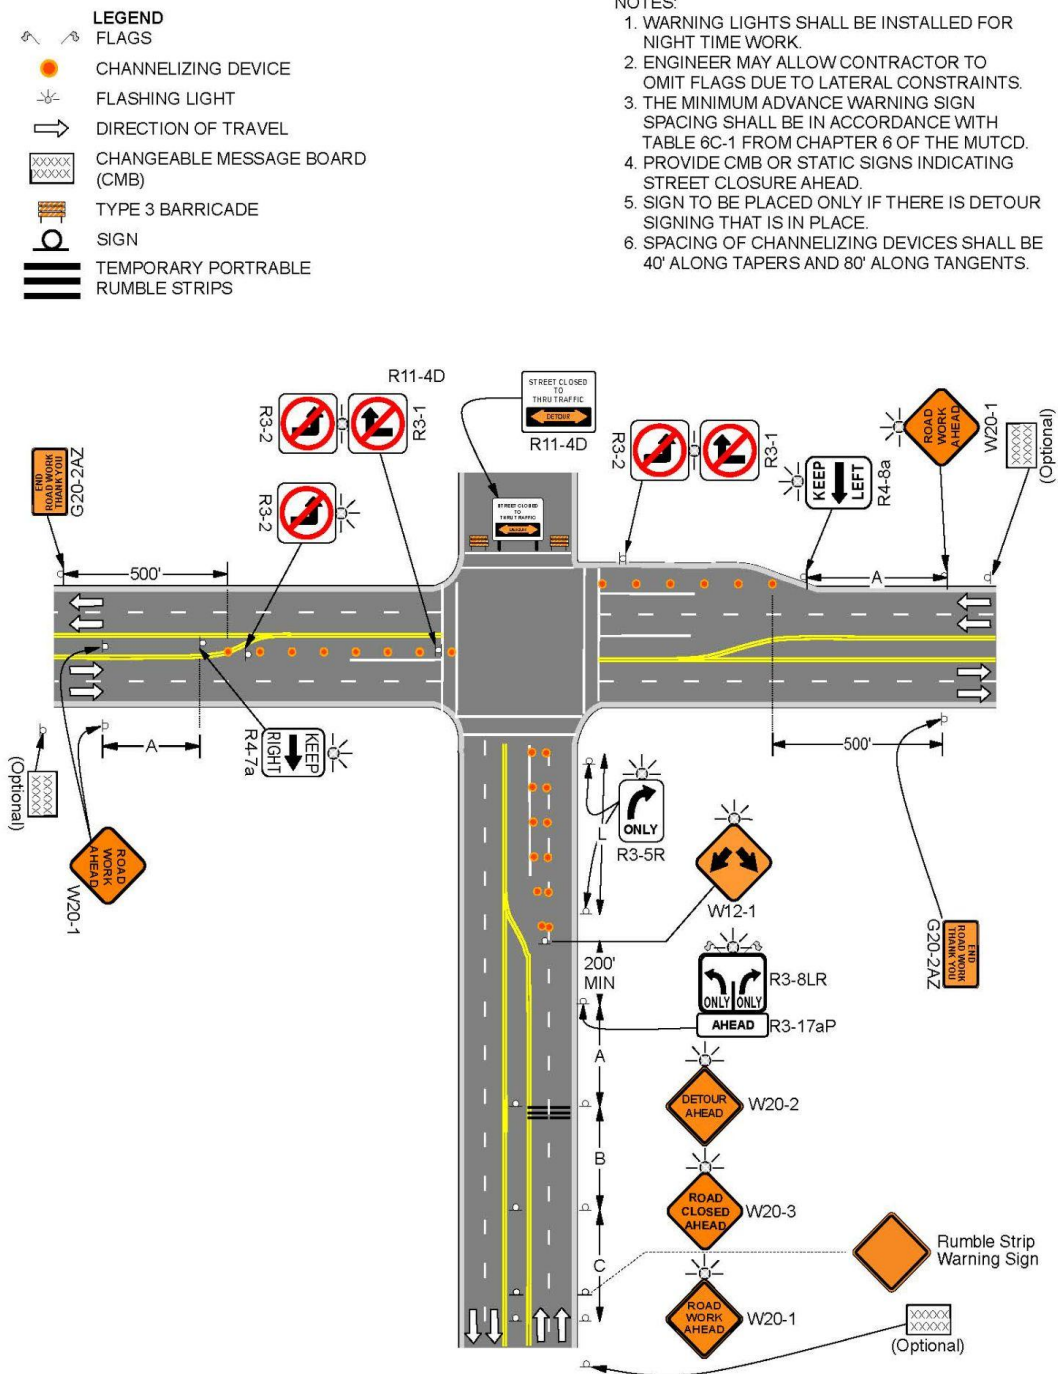 LEGEND
FLAGS
CHANNELIZING DEVICE
FLASHING LIGHT
DIRECTION OF TRAVEL
CHANGEABLE MESSAGE BOARD
(CMB)
TYPE 3 BARRICADE
SIGN
TEMPORARY PORTRABLE
RUMBLE STRIPS
NOTES:
1. WARNING LIGHTS SHALL BE INSTALLED FOR
NIGHT TIME WORK.
2. ENGINEER MAY ALLOW CONTRACTOR TO
OMIT FLAGS DUE TO LATERAL CONSTRAINTS.
3. THE MINIMUM ADVANCE WARNING SIGN
SPACING SHALL BE IN ACCORDANCE WITH
TABLE 6C-1 FROM CHAPTER 6 OF THE MUTCD.
4. PROVIDE CMB OR STATIC SIGNS INDICATING
STREET CLOSURE AHEAD.
5. SIGN TO BE PLACED ONLY IF THERE IS DETOUR
SIGNING THAT IS IN PLACE.
6. SPACING OF CHANNELIZING DEVICES SHALL BE
40' ALONG TAPERS AND 80' ALONG TANGENTS.
R11-4D
R3-2
R3-1
STREET CLOSED
TO
THRU TRAFFIC
DETOUR
R11-4D
R3-2
R3-1
KEEP
LEFT
R4-8a
ROAD
WORK
AHEAD
W20-1
(Optional)
END
ROAD WORK
THANK YOU
G20-2AZ
R3-2
STREET CLOSED
TO
THRU TRAFFIC
500'
A
A
500'
KEEP
RIGHT
R4-7a
(Optional)
ROAD
WORK
AHEAD
W20-1
L
ONLY
R3-5R
W12-1
200'
MIN
ONLY ONLY
R3-8LR
AHEAD
R3-17aP
END
ROAD WORK
THANK YOU
G20-2AZ
A
DETOUR
AHEAD
W20-2
B
ROAD
CLOSED
AHEAD
W20-3
C
Rumble Strip
Warning Sign
ROAD
WORK
AHEAD
W20-1
(Optional)